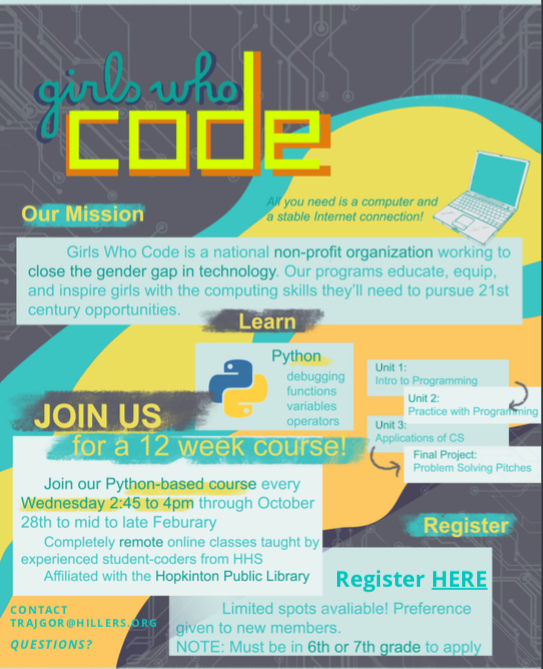 girls who
code
All you need is a computer and
a stable Internet connection!
Our Mission
Girls Who Code is a national non-profit organization working to
close the gender gap in technology. Our programs educate, equip,
and inspire girls with the computing skills they'll need to pursue 21st
century opportunities.
Learn
Python
debugging
functions
variables
operators
Unit 1:
Intro to Programming
Unit 2:
Practice with Programming
Unit 3:
Applications of CS
Final Project:
Problem Solving Pitches
JOIN US
for a 12 week course!
Join our Python-based course every
Wednesday 2:45 to 4pm through October
28th to mid to late Feburary
Completely remote online classes taught by
experienced student-coders from HHS
Affiliated with the Hopkinton Public Library
Register
Register HERE
Limited spots avaliable! Preference
given to new members.
NOTE: Must be in 6th or 7th grade to apply
CONTACT
TRAJGOR@HILLERS.ORG
QUESTIONS?